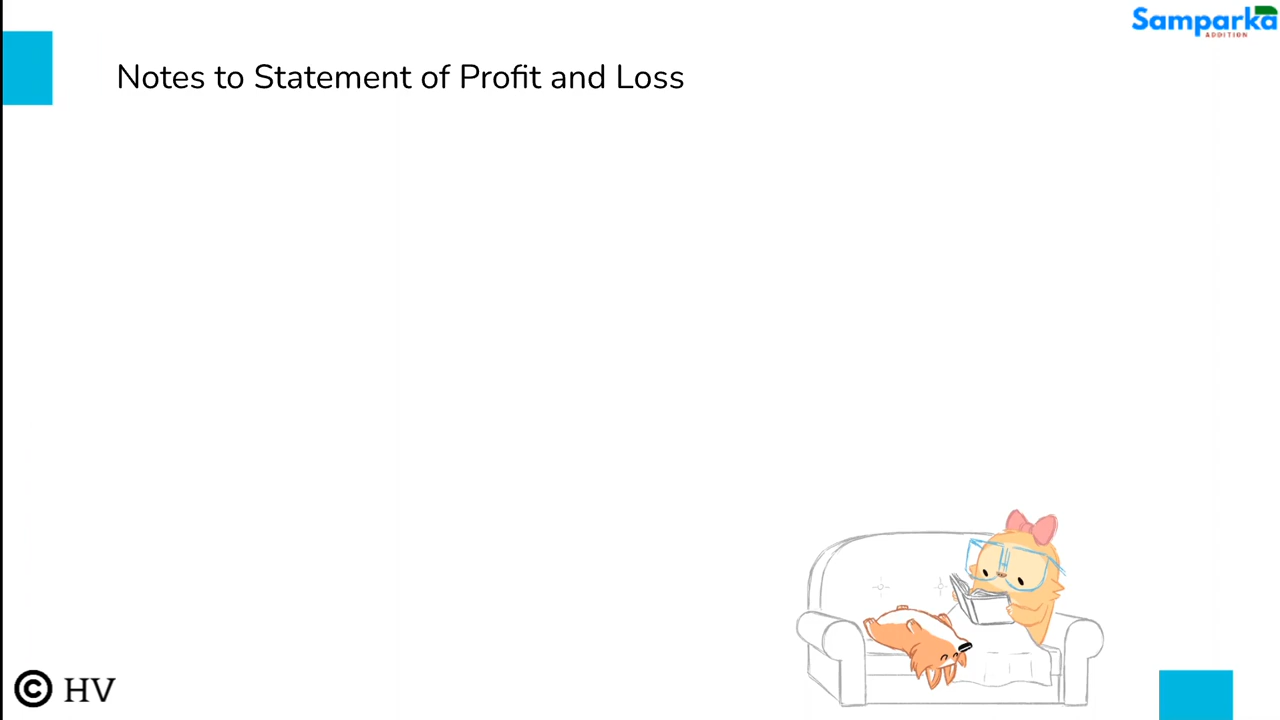 Samparka
ADDITION
Notes to Statement of Profit and Loss
© HV